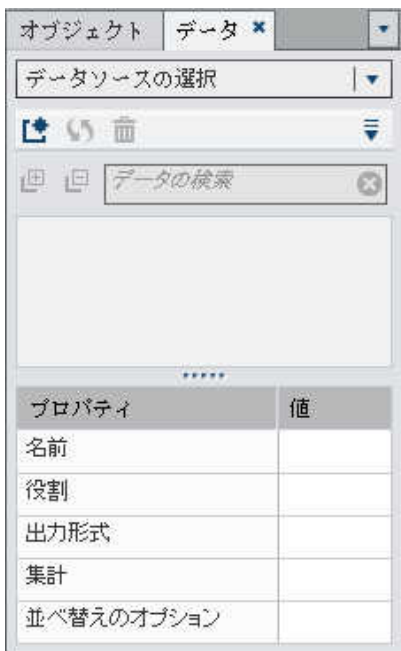 オブジェクト データ
データソースの選択
データの検索
プロパティ 値
名前
役割
出力形式
集計
並べ替えのオプション